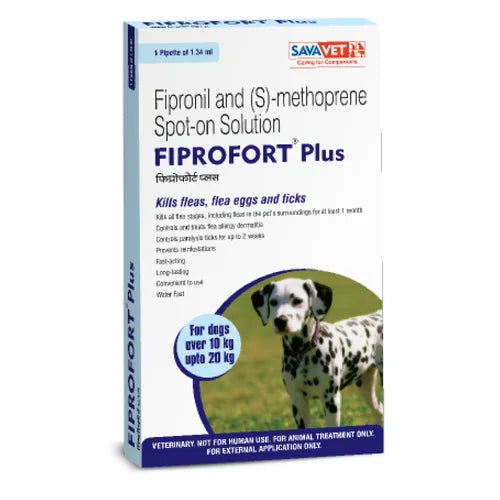 SAVAVET
Caring for Companions
1 Pipette of 1.34 ml
Fipronil and (S)-methoprene
Spot-on Solution
FIPROFORT® Plus
फिप्रोफोर्ट प्लस
Kills fleas, flea eggs and ticks
Kills all flea stages, including fleas in the pet's surroundings for at least 1 month
Controls and treats flea allergy dermatitis
Controls paralysis ticks for up to 2 weeks
Prevents reinfestations
Fast-acting
Long-lasting
Convenient to use
Water Fast
For dogs
over 10 kg
upto 20 kg
VETERINARY. NOT FOR HUMAN USE. FOR ANIMAL TREATMENT ONLY.
FOR EXTERNAL APPLICATION ONLY.
FIPROFORT® Plus